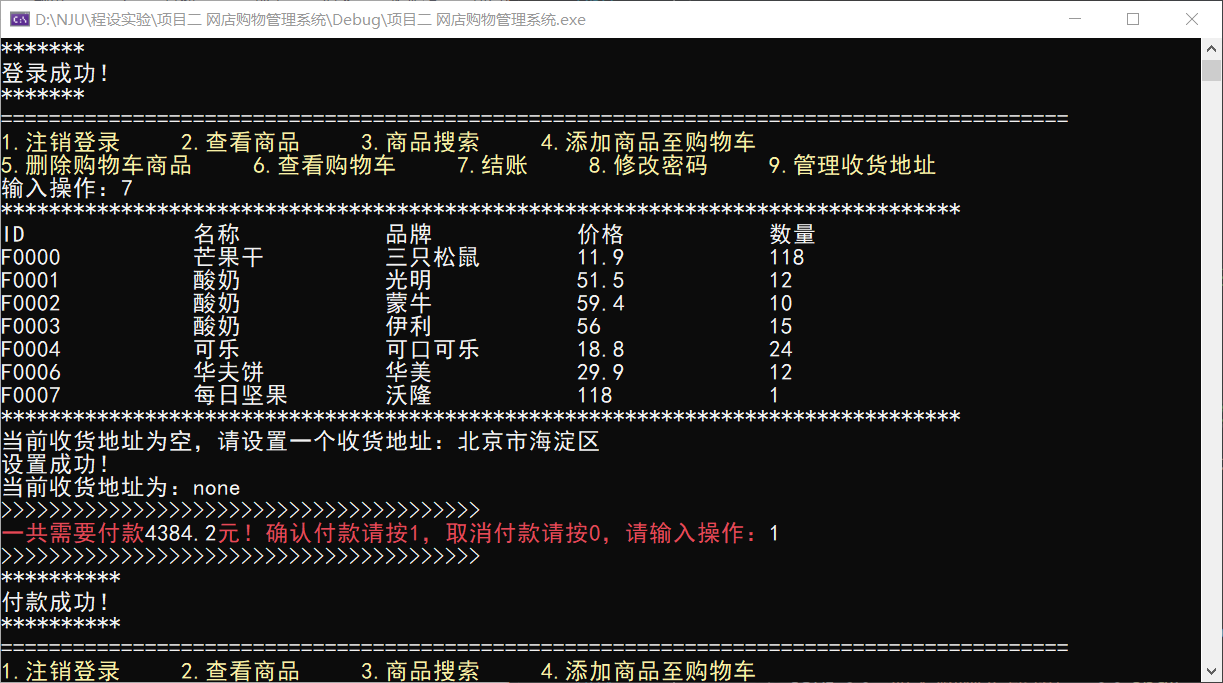 D:\NJU\程设实验\项目二 网店购物管理系统\Debug\项目二 网店购物管理系统.exe
*******
登录成功！
*******
=========================================================================================
1.注销登录 2.查看商品 3.商品搜索 4.添加商品至购物车
5.删除购物车商品 6.查看购物车 7.结账 8.修改密码 9.管理收货地址
输入操作：7
********************************************************************************
ID 名称 品牌 价格 数量
F0000 芒果干 三只松鼠 11.9 118
F0001 酸奶 光明 51.5 12
F0002 酸奶 蒙牛 59.4 10
F0003 酸奶 伊利 56 15
F0004 可乐 可口可乐 18.8 24
F0006 华夫饼 华美 29.9 12
F0007 每日坚果 沃隆 118 1
********************************************************************************
当前收货地址为空，请设置一个收货地址：北京市海淀区
设置成功！
当前收货地址为：none
>>>>>>>>>>>>>>>>>>>>>>>>>>>>>>>>>>>>>>>>
一共需要付款4384.2元！确认付款请按1，取消付款请按0，请输入操作：1
>>>>>>>>>>>>>>>>>>>>>>>>>>>>>>>>>>>>>>>>
**********
付款成功！
**********
=========================================================================================
1.注销登录 2.查看商品 3.商品搜索 4.添加商品至购物车